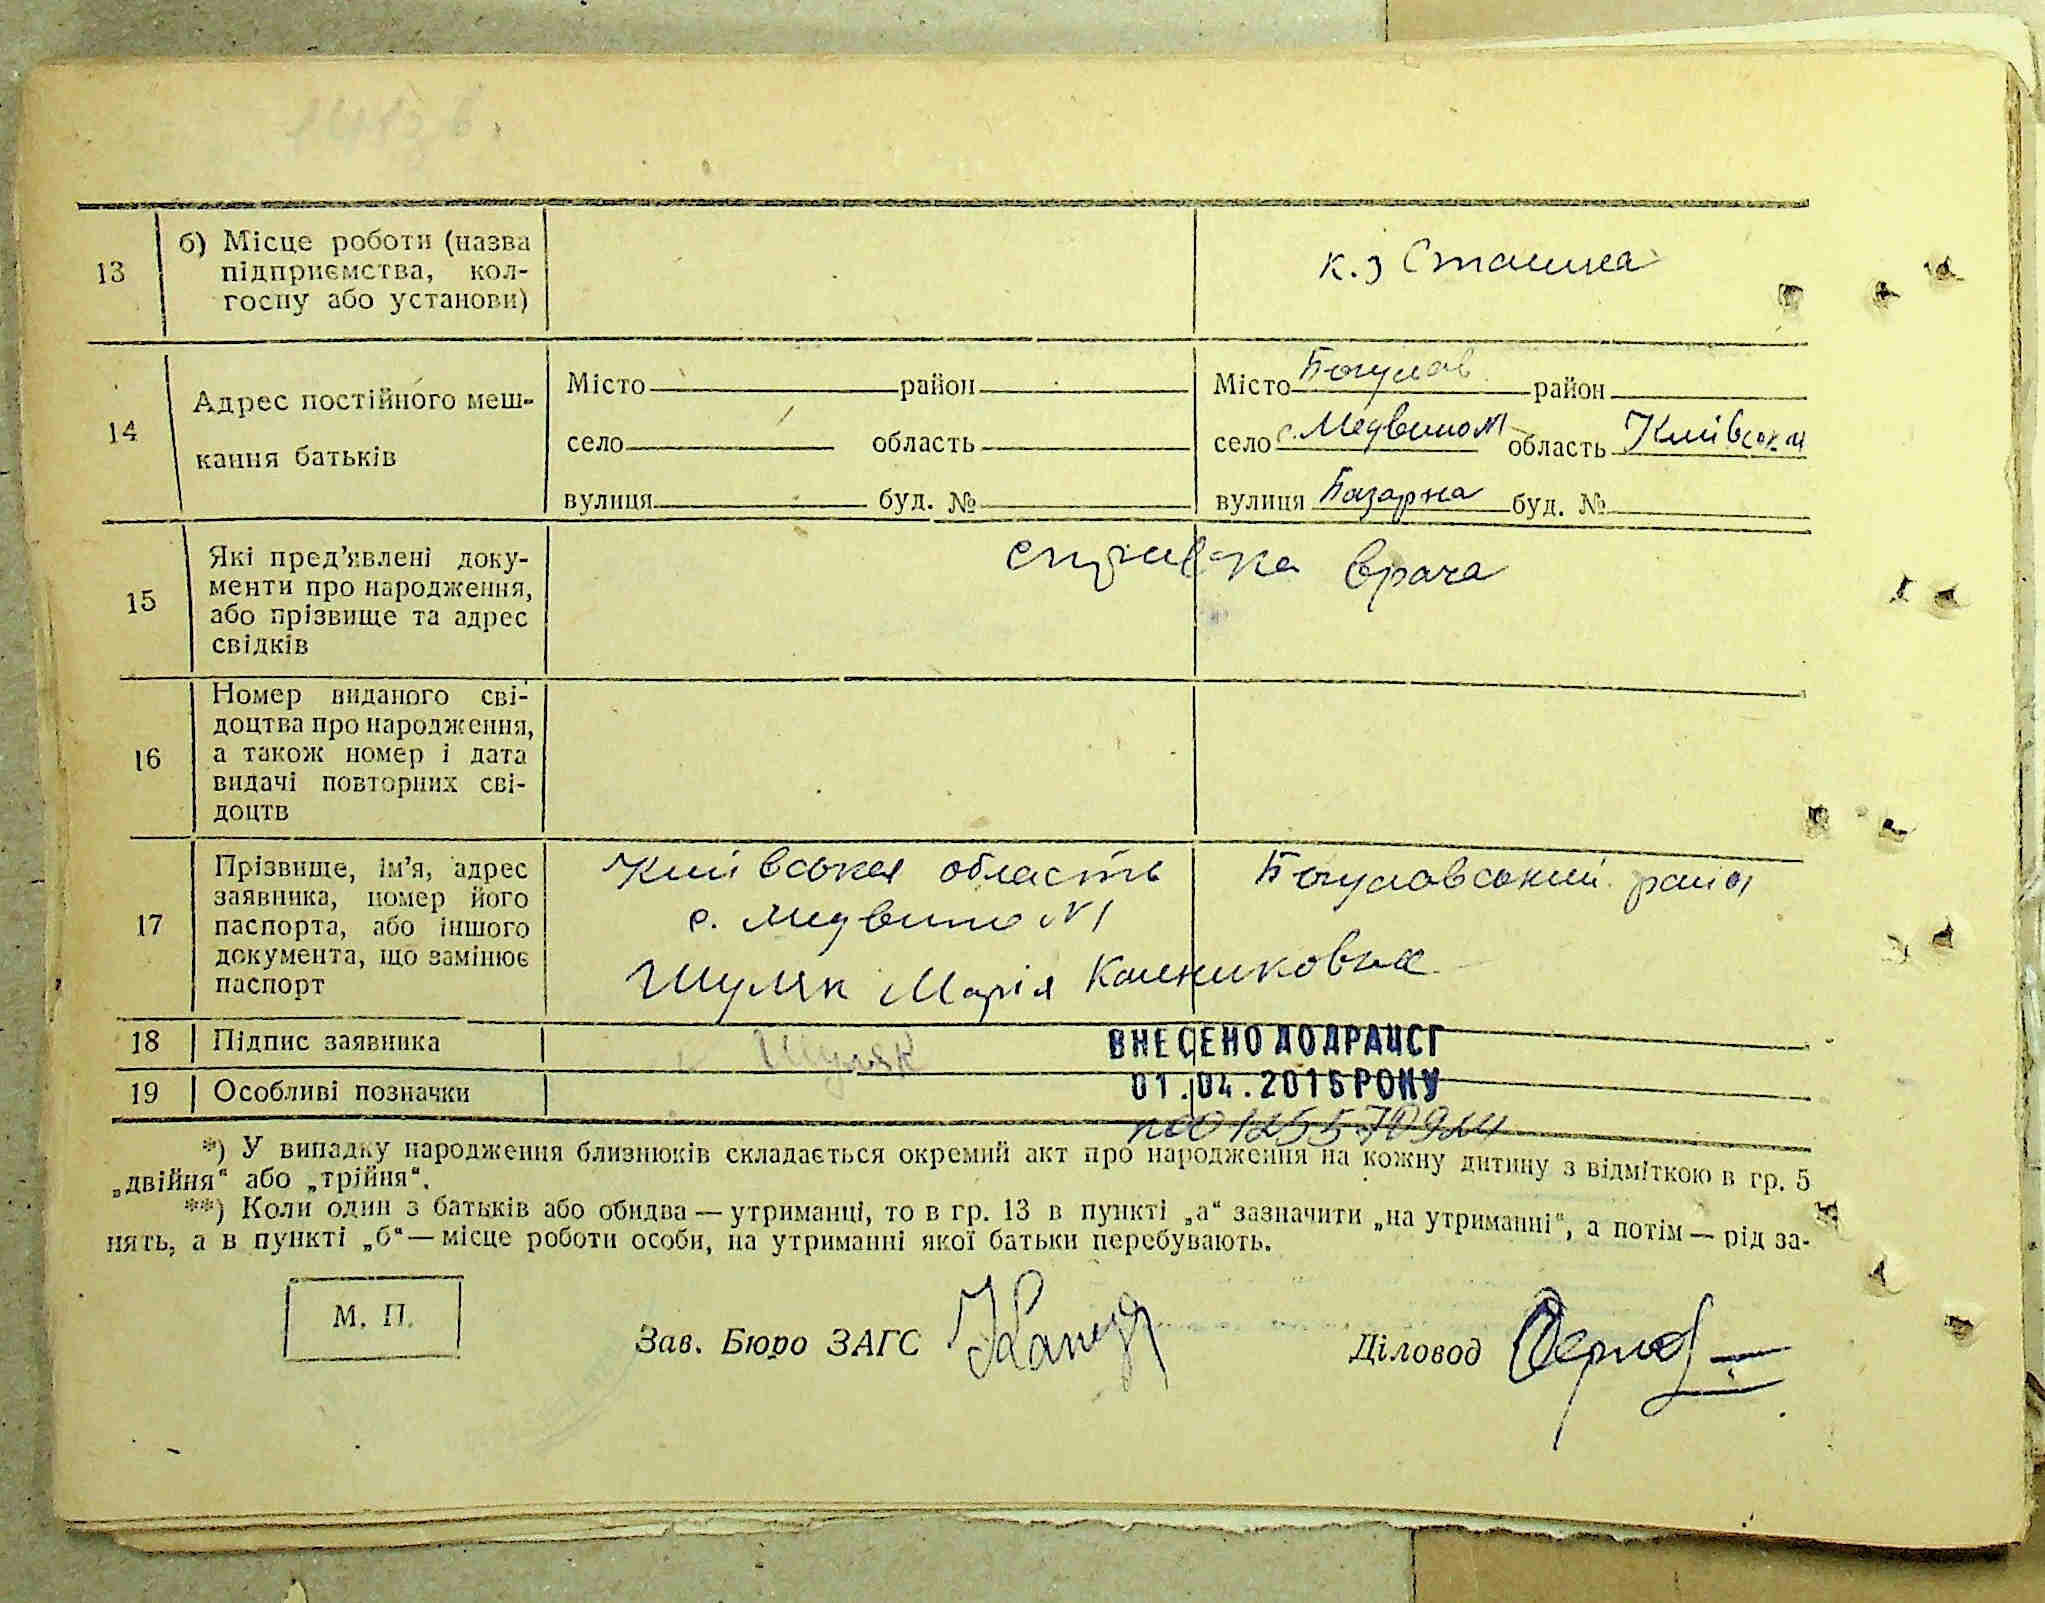 13
б) Місце роботи (назва
підприємства, кол-
госпу або установи)
к. з Сталина
14
Адрес постійного меш-
кання батьків
Місто район
село область
вулиця буд. №
Місто Богуслав район
село с. Медвино №1 область Київська
вулиця Базарна буд. №
15
Які пред'явлені доку-
менти про народження,
або прізвище та адрес
свідків
справка врача
16
Номер виданого сві-
доцтва про народження,
а також номер і дата
видачі повторних сві-
доцтв
17
Прізвище, ім'я, адрес
заявника, номер його
паспорта, або іншого
документа, що замінює
паспорт
Київська область Богуславський район
с. Медвино №1
Шуляк Марія
18
Підпис заявника
Шуляк
ВНЕСЕНО ДО ДРАЦСГ
19
Особливі позначки
01.04.2015 РОКУ
*) У випадку народження близнюків складається окремий акт про народження на кожну дитину з відміткою в гр. 5
„двійня“ або „трійня“.
**) Коли один з батьків або обидва — утриманці, то в гр. 13 в пункті „а“ зазначити „на утриманні“, а потім — рід за-
нять, а в пункті „б“ — місце роботи особи, на утриманні якої батьки перебувають.
М. П.
Зав. Бюро ЗАГС
Діловод